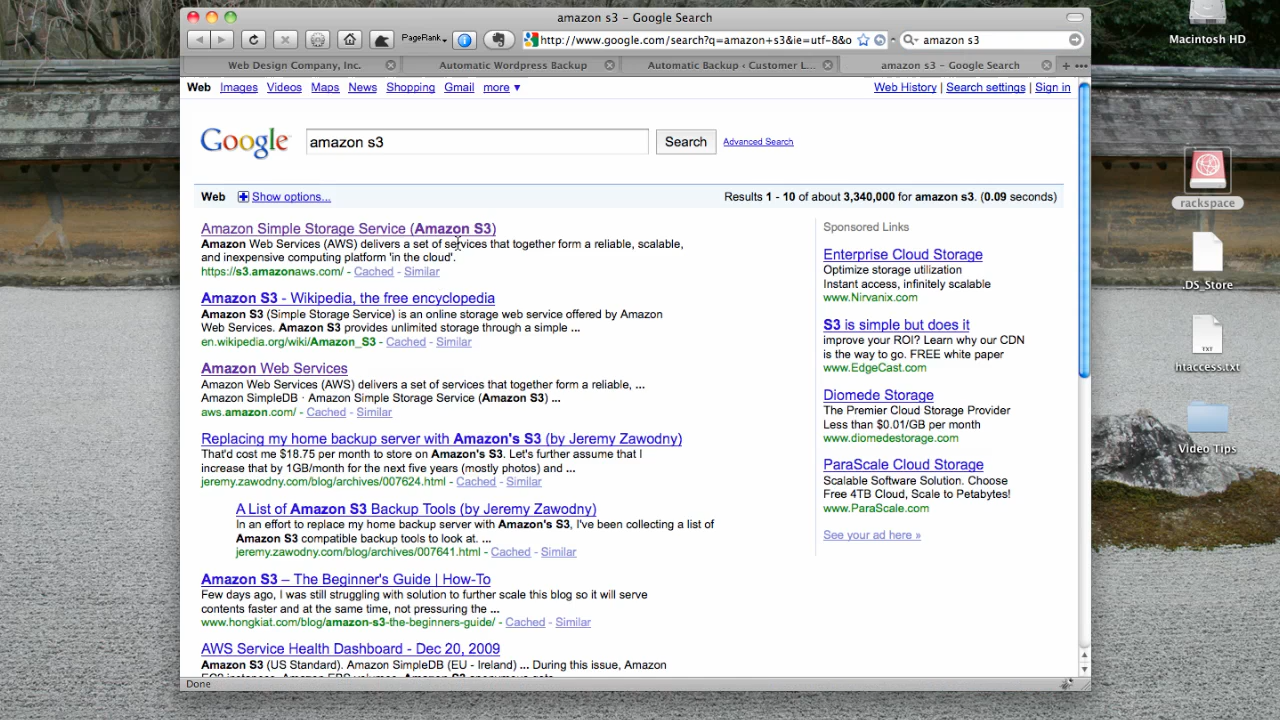 amazon s3 – Google Search
PageRank
http://www.google.com/search?q=amazon+s3&ie=utf-8&o
amazon s3
Web Design Company, Inc.
Automatic Wordpress Backup
Automatic Backup ‹ Customer L...
amazon s3 – Google Search
Web Images Videos Maps News Shopping Gmail more ▼
Web History | Search settings | Sign in
Google
amazon s3
Search
Advanced Search
Web Show options...
Results 1 - 10 of about 3,340,000 for amazon s3. (0.09 seconds)
Amazon Simple Storage Service (Amazon S3)
Amazon Web Services (AWS) delivers a set of services that together form a reliable, scalable,
and inexpensive computing platform 'in the cloud'.
https://s3.amazonaws.com/ - Cached - Similar
Amazon S3 - Wikipedia, the free encyclopedia
Amazon S3 (Simple Storage Service) is an online storage web service offered by Amazon
Web Services. Amazon S3 provides unlimited storage through a simple ...
en.wikipedia.org/wiki/Amazon_S3 - Cached - Similar
Amazon Web Services
Amazon Web Services (AWS) delivers a set of services that together form a reliable, ...
Amazon SimpleDB · Amazon Simple Storage Service (Amazon S3) ...
aws.amazon.com/ - Cached - Similar
Replacing my home backup server with Amazon's S3 (by Jeremy Zawodny)
That'd cost me $18.75 per month to store on Amazon's S3. Let's further assume that I
increase that by 1GB/month for the next five years (mostly photos) and ...
jeremy.zawodny.com/blog/archives/007624.html - Cached - Similar
A List of Amazon S3 Backup Tools (by Jeremy Zawodny)
In an effort to replace my home backup server with Amazon's S3, I've been collecting a list of
Amazon S3 compatible backup tools to look at. ...
jeremy.zawodny.com/blog/archives/007641.html - Cached - Similar
Amazon S3 – The Beginner's Guide | How-To
Few days ago, I was still struggling with solution to further scale this blog so it will serve
contents faster and at the same time, not pressuring the ...
www.hongkiat.com/blog/amazon-s3-the-beginners-guide/ - Cached - Similar
AWS Service Health Dashboard - Dec 20, 2009
Amazon S3 (US Standard). Amazon SimpleDB (EU - Ireland) ... During this issue, Amazon
Sponsored Links
Enterprise Cloud Storage
Optimize storage utilization
Instant access, infinitely scalable
www.Nirvanix.com
S3 is simple but does it
improve your ROI? Learn why our CDN
is the way to go. FREE white paper
www.EdgeCast.com
Diomede Storage
The Premier Cloud Storage Provider
Less than $0.01/GB per month
www.diomedestorage.com
ParaScale Cloud Storage
Scalable Software Solution. Choose
Free 4TB Cloud, Scale to Petabytes!
www.ParaScale.com
See your ad here »
Done
Macintosh HD
rackspace
.DS_Store
TXT
htaccess.txt
Video Tips